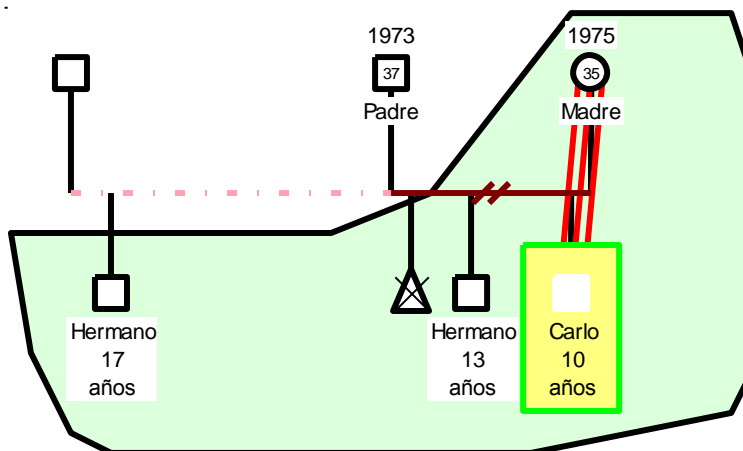 1973
1975
37
35
Padre
Madre
Hermano
17
años
Hermano
13
años
Carlo
10
años